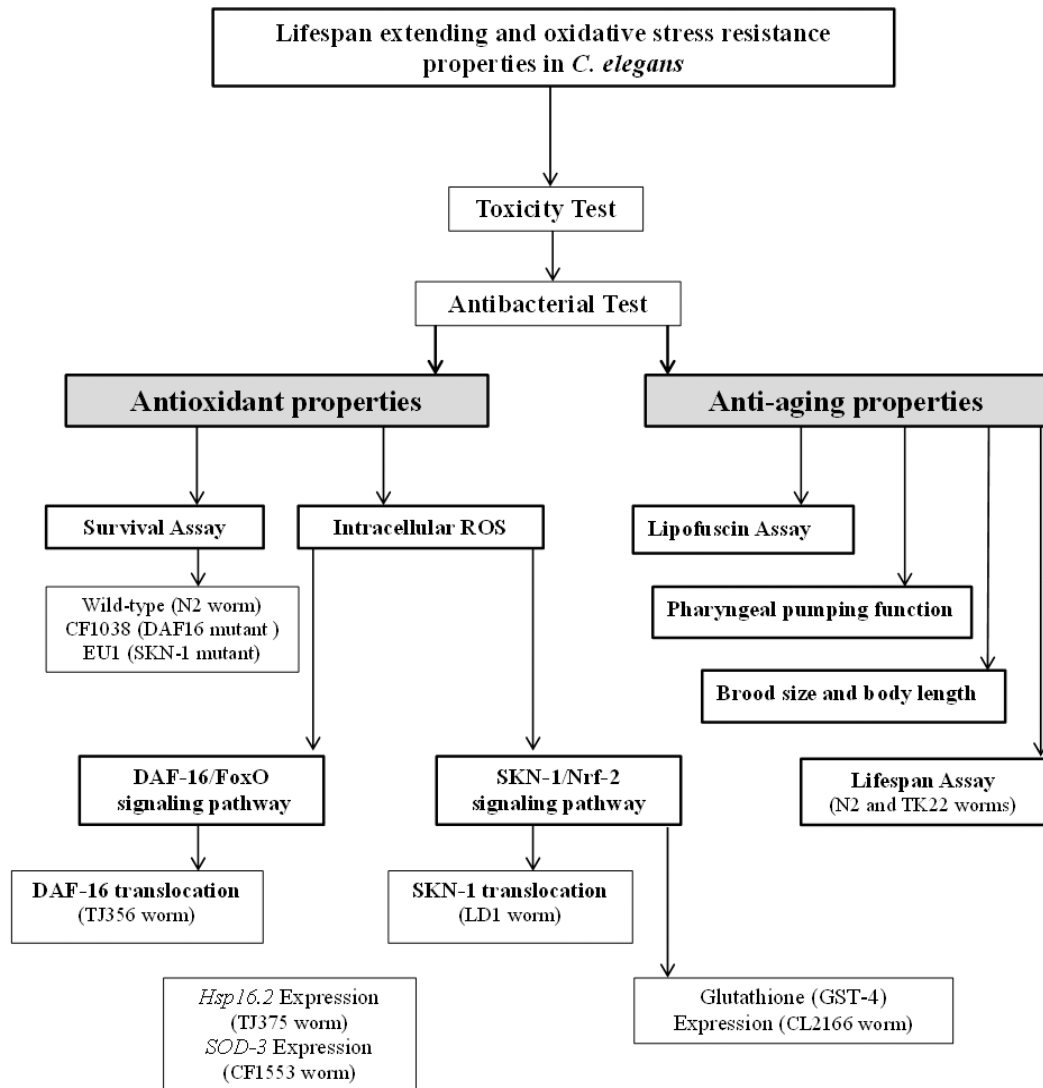 Lifespan extending and oxidative stress resistance
properties in C. elegans
Toxicity Test
Antibacterial Test
Antioxidant properties
Anti-aging properties
Survival Assay
Intracellular ROS
Lipofuscin Assay
Wild-type (N2 worm)
CF1038 (DAF16 mutant )
EU1 (SKN-1 mutant)
Pharyngeal pumping function
Brood size and body length
DAF-16/FoxO
signaling pathway
SKN-1/Nrf-2
signaling pathway
Lifespan Assay
(N2 and TK22 worms)
DAF-16 translocation
(TJ356 worm)
SKN-1 translocation
(LD1 worm)
Hsp16.2 Expression
(TJ375 worm)
SOD-3 Expression
(CF1553 worm)
Glutathione (GST-4)
Expression (CL2166 worm)